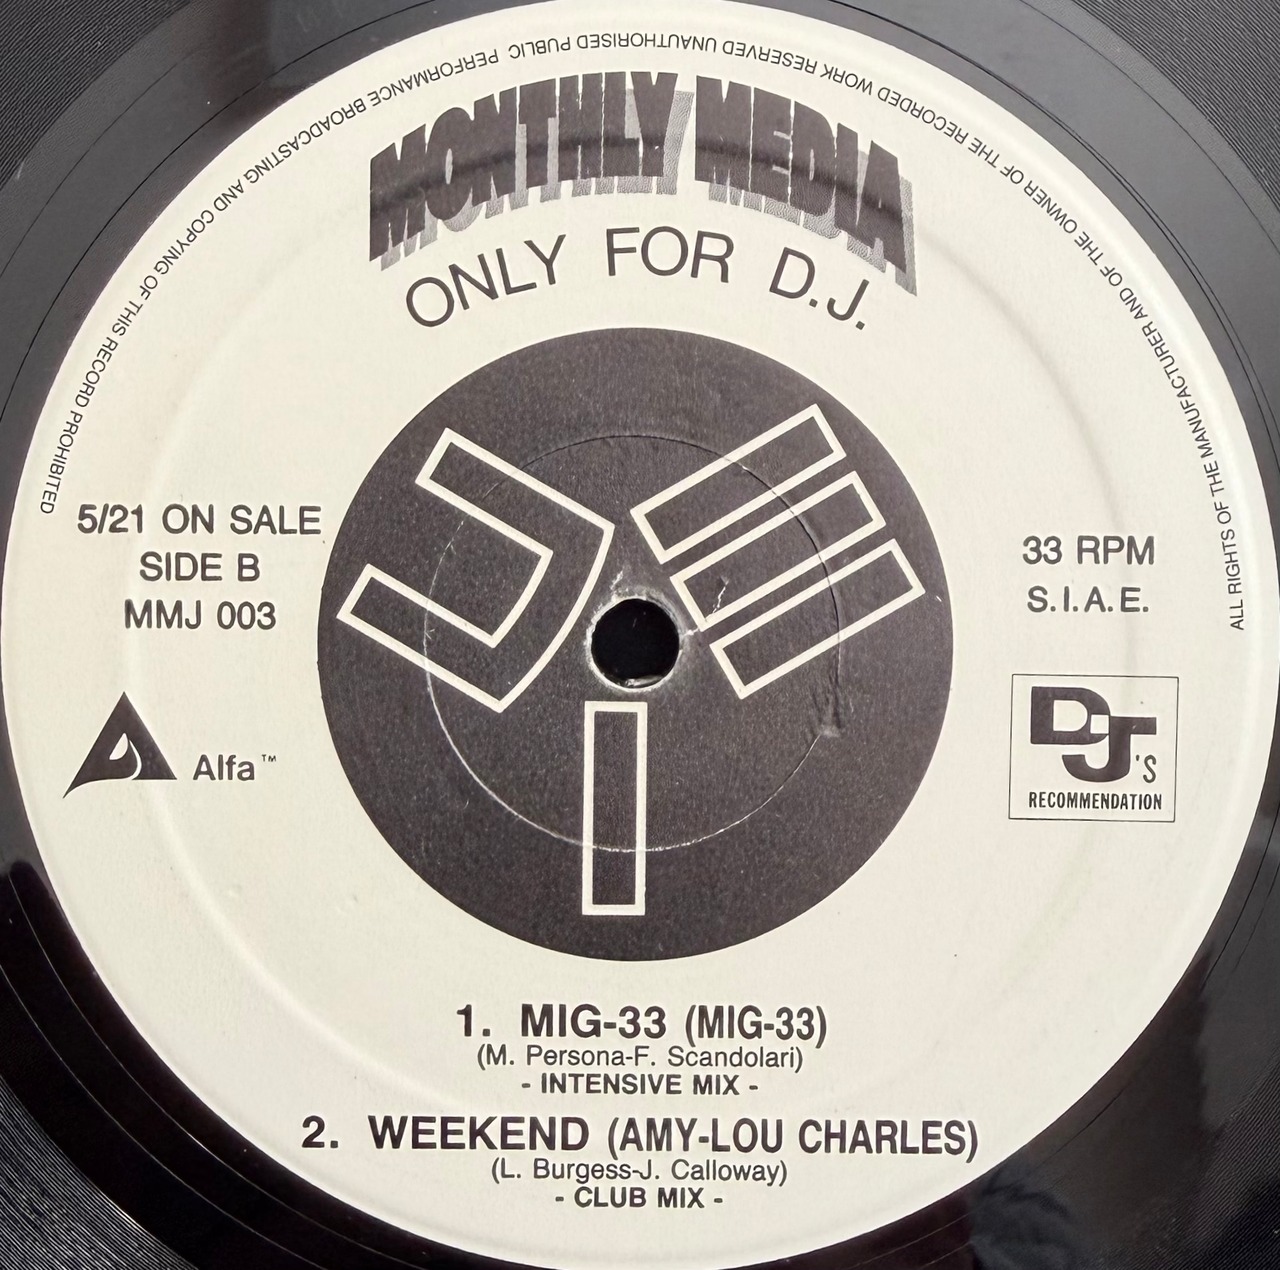 ALL RIGHTS OF THE MANUFACTURER AND OF THE OWNER OF THE RECORDED WORK RESERVED UNAUTHORISED PUBLIC PERFORMANCE BROADCASTING AND COPYING OF THIS RECORD PROHIBITED
MONTHLY MEDIA
ONLY FOR D.J.
5/21 ON SALE
SIDE B
MMJ 003
33 RPM
S.I.A.E.
Alfa™
DJ'S
RECOMMENDATION
1. MIG-33 (MIG-33)
(M. Persona-F. Scandolari)
- INTENSIVE MIX -
2. WEEKEND (AMY-LOU CHARLES)
(L. Burgess-J. Calloway)
- CLUB MIX -